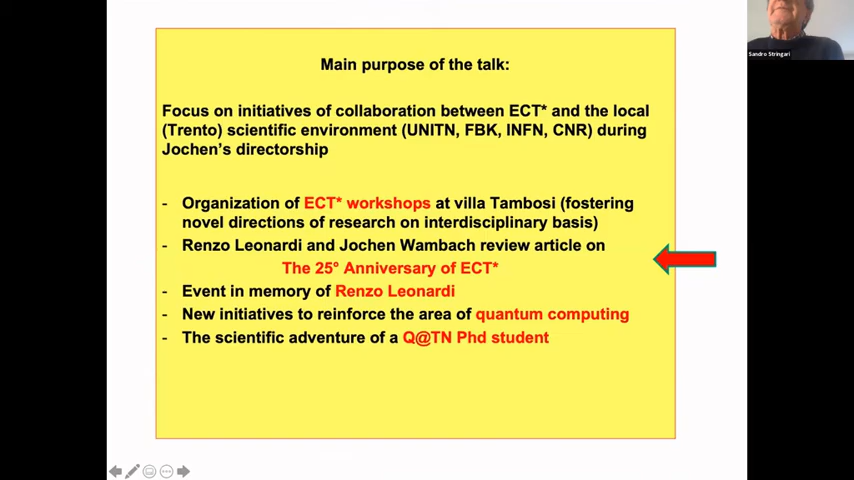 Main purpose of the talk:
Focus on initiatives of collaboration between ECT* and the local
(Trento) scientific environment (UNITN, FBK, INFN, CNR) during
Jochen's directorship
- Organization of ECT* workshops at villa Tambosi (fostering
novel directions of research on interdisciplinary basis)
- Renzo Leonardi and Jochen Wambach review article on
The 25° Anniversary of ECT*
- Event in memory of Renzo Leonardi
- New initiatives to reinforce the area of quantum computing
- The scientific adventure of a Q@TN Phd student
Sandro Stringari